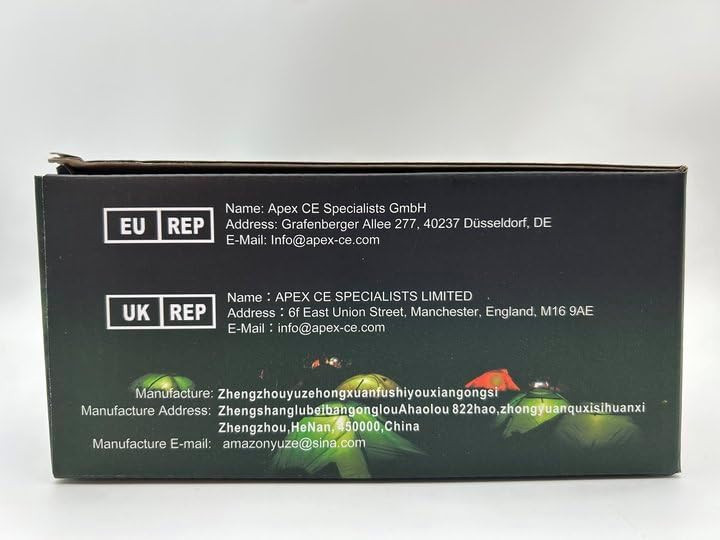 EU REP
Name: Apex CE Specialists GmbH
Address: Grafenberger Allee 277, 40237 Düsseldorf, DE
E-Mail: Info@apex-ce.com
UK REP
Name：APEX CE SPECIALISTS LIMITED
Address：6f East Union Street, Manchester, England, M16 9AE
E-Mail：info@apex-ce.com
Manufacture: Zhengzhouyuzehongxuanfushiyouxiangongsi
Manufacture Address: ZhengshanglubeibangonglouAhaolou 822hao,zhongyuanquxisihuanxi
Zhengzhou,HeNan, 450000,China
Manufacture E-mail: amazonyuze@sina.com